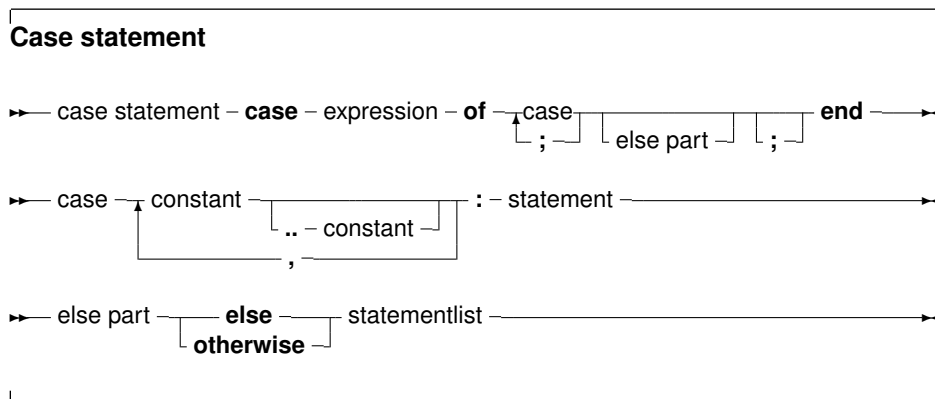 Case statement
case statement case expression of case end
; else part ;
case constant : statement
.. constant
,
else part else statementlist
otherwise